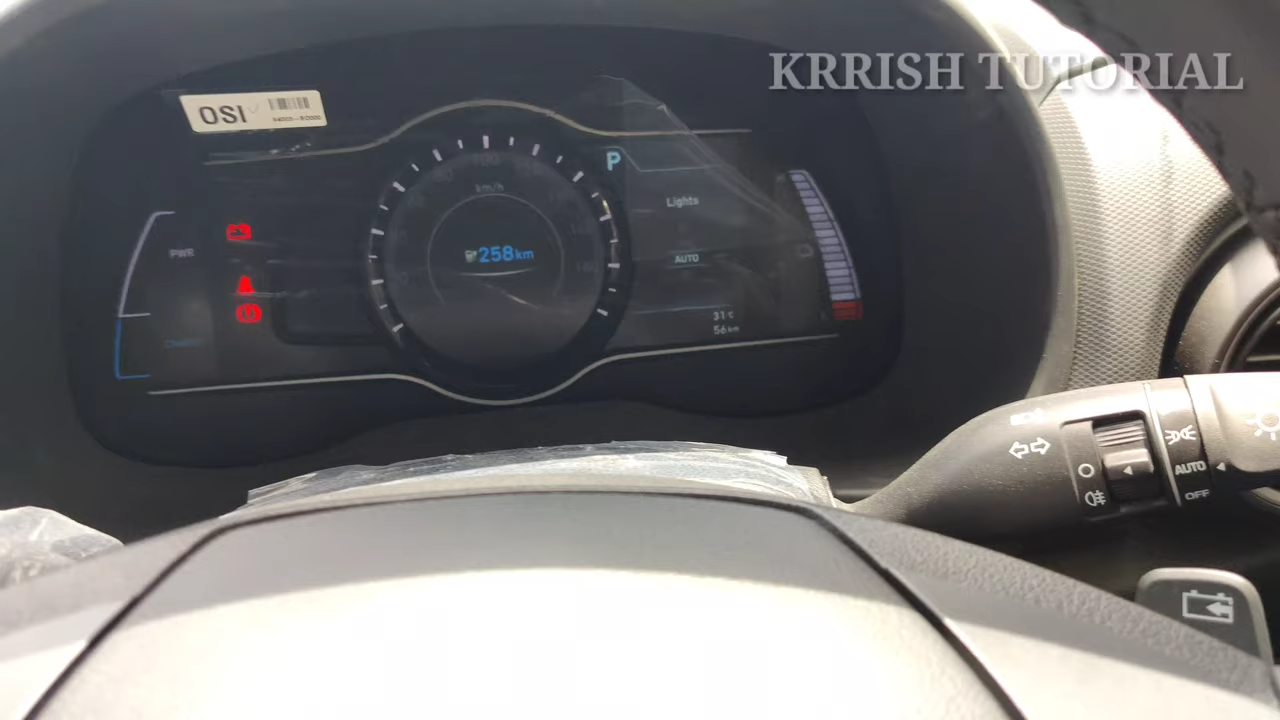 KRRISH TUTORIAL
OSI
P
km/h
Lights
PWR
258km
AUTO
31℃
56km
AUTO
OFF